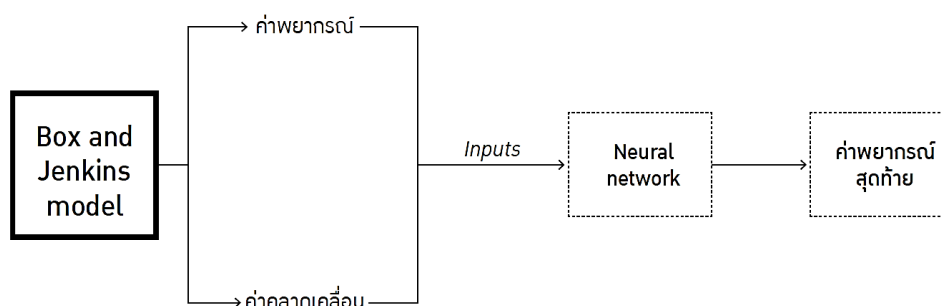 ค่าพยากรณ์
Box and
Jenkins
model
Inputs
Neural
network
ค่าพยากรณ์
สุดท้าย
ค่าคลาดเคลื่อน